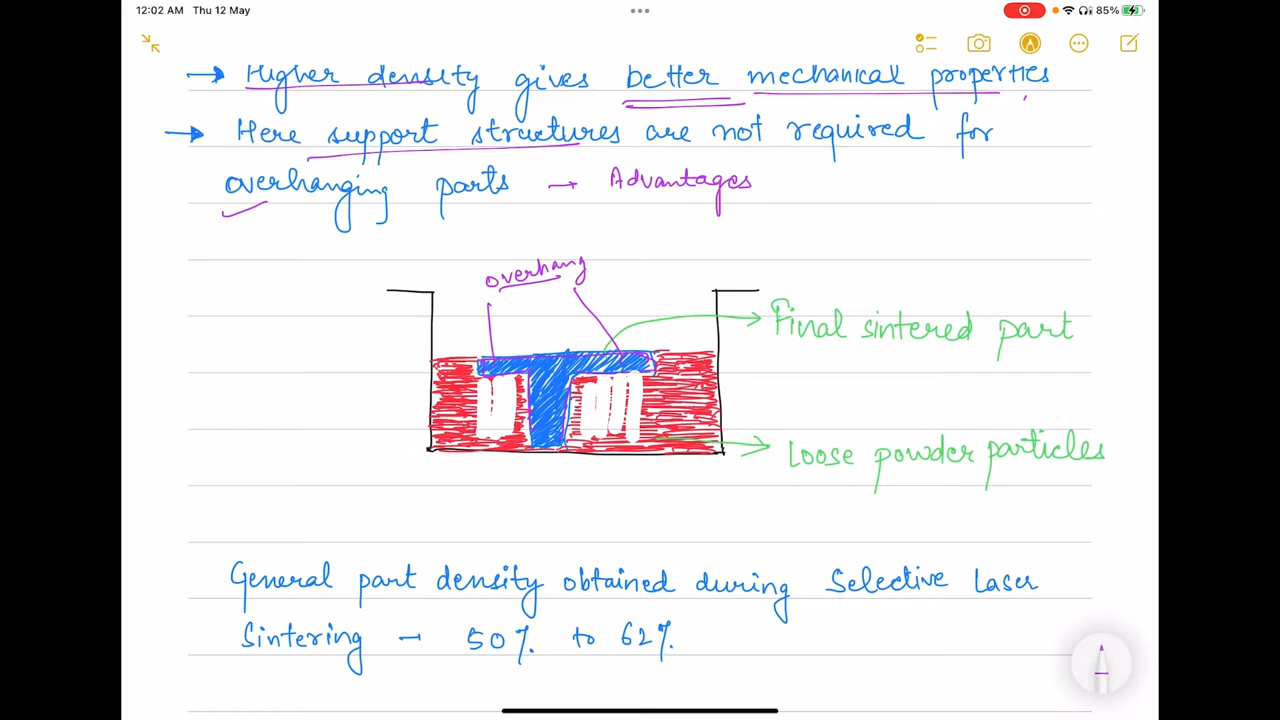 12:02 AM Thu 12 May
85%
→ Higher density gives better mechanical properties
→ Here support structures are not required for
overhanging parts → Advantages
overhang
Final sintered part
Loose powder particles
General part density obtained during Selective Laser
Sintering - 50% to 62%